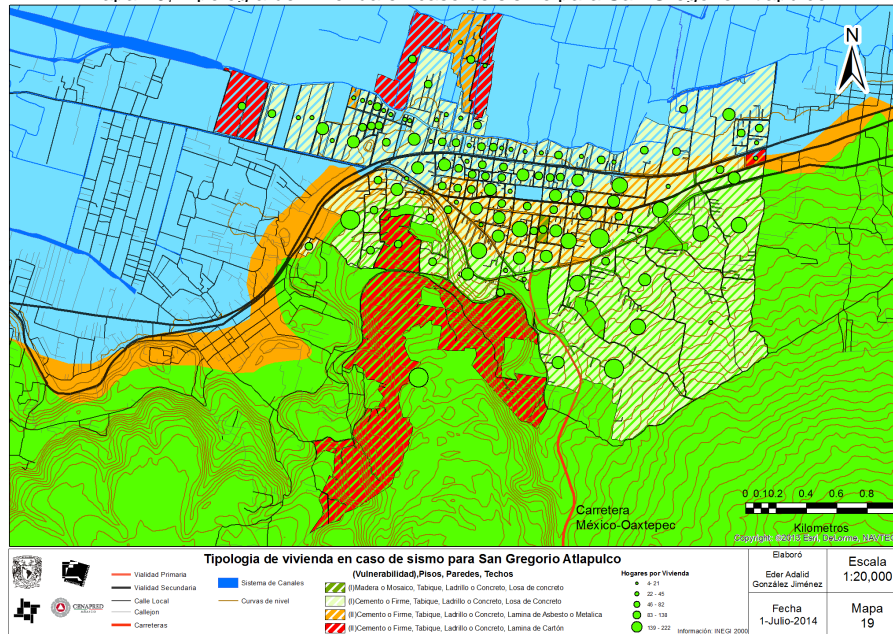 N
Carretera
México-Oaxtepec
0 0.10.2 0.4 0.6 0.8
Kilometros
Copyright: ©2013 Esri, DeLorme, NAVTEQ
Tipologia de vivienda en caso de sismo para San Gregorio Atlapulco
(Vulnerabilidad),Pisos, Paredes, Techos
(I)Madera o Mosaico, Tabique, Ladrillo o Concreto, Losa de concreto
(I)Cemento o Firme, Tabique, Ladrillo o Concreto, Losa de Concreto
(II)Cemento o Firme, Tabique, Ladrillo o Concreto, Lamina de Asbesto o Metalica
(II)Cemento o Firme, Tabique, Ladrillo o Concreto, Lamina de Cartón
CENAPRED
Vialidad Primaria
Vialidad Secundaria
Calle Local
Callejon
Carreteras
Sistema de Canales
Curvas de nivel
Hogares por Vivienda
4- 21
22 - 45
46 - 82
83 - 138
139 - 222
Información: INEGI 2000
Elaboró
Eder Adalid
González Jiménez
Fecha
1-Julio-2014
Escala
1:20,000
Mapa
19